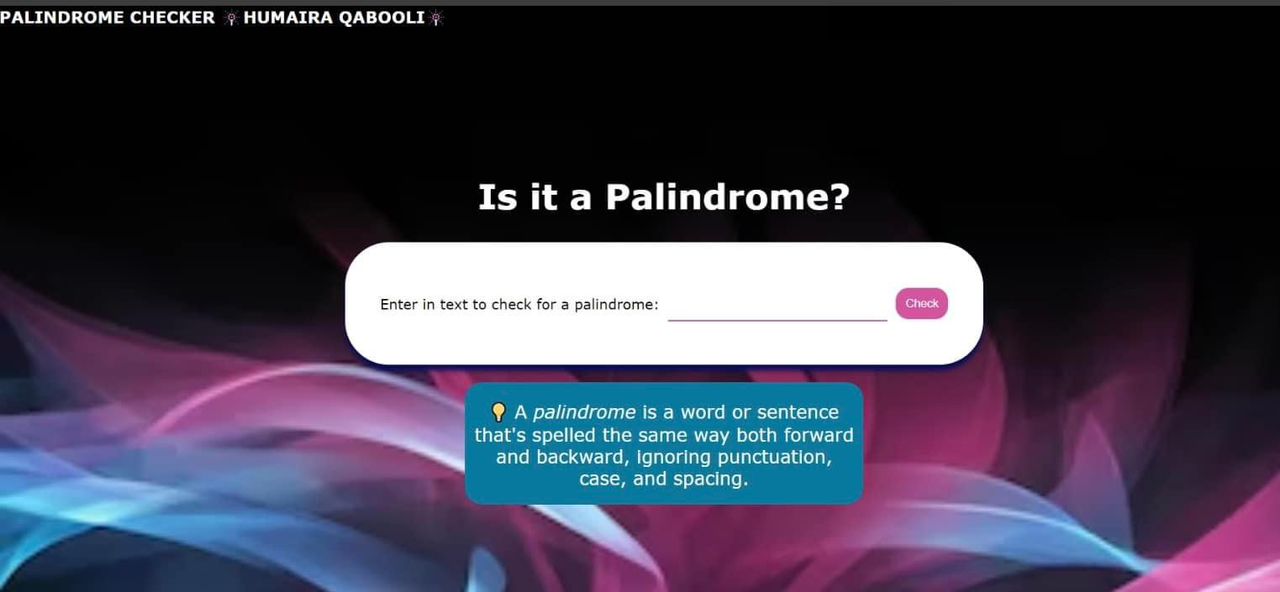 PALINDROME CHECKER HUMAIRA QABOOLI
Is it a Palindrome?
Enter in text to check for a palindrome: Check
💡 A palindrome is a word or sentence
that's spelled the same way both forward
and backward, ignoring punctuation,
case, and spacing.